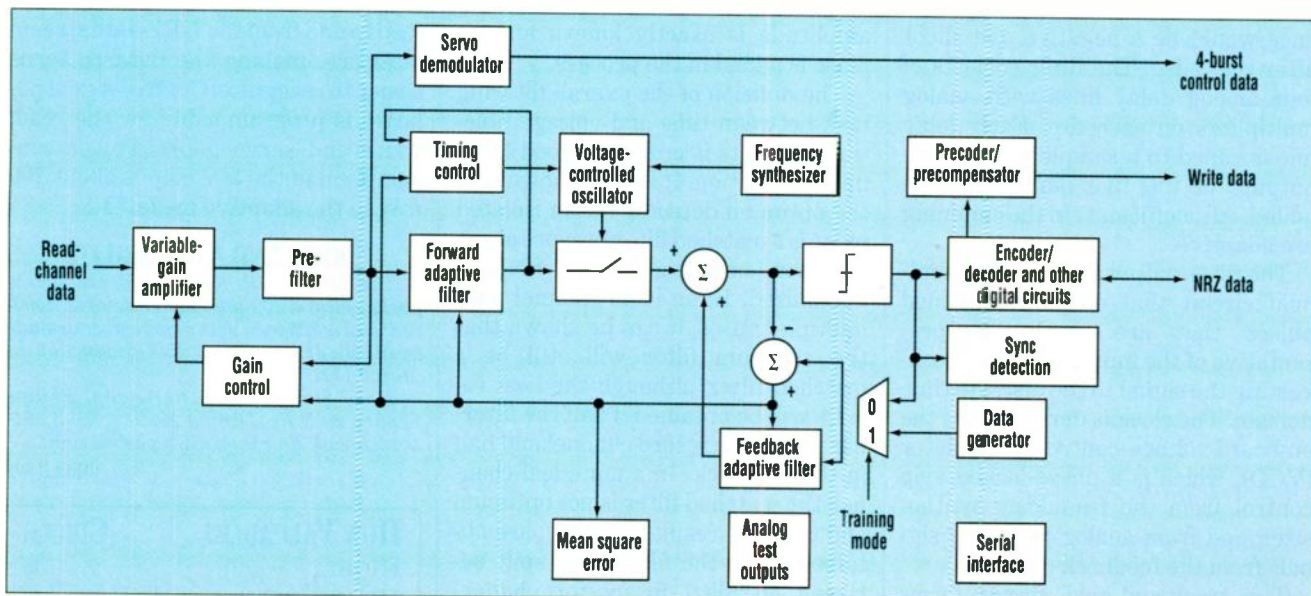 Servo
demodulator
4-burst
control data
Timing
control
Voltage-
controlled
oscillator
Frequency
synthesizer
Precoder/
precompensator
Write data
Read-
channel
data
Variable-
gain
amplifier
Pre-
filter
Forward
adaptive
filter
Σ
+
+
Encoder/
decoder and other
digital circuits
NRZ data
Gain
control
−
Σ
+
Sync
detection
0
1
Data
generator
Feedback
adaptive filter
Mean square
error
Analog
test
outputs
Training
mode
Serial
interface